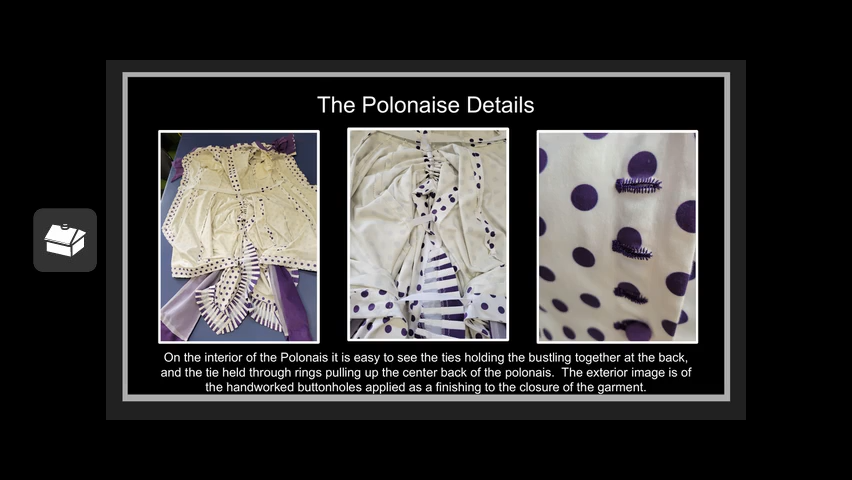 The Polonaise Details
On the interior of the Polonais it is easy to see the ties holding the bustling together at the back,
and the tie held through rings pulling up the center back of the polonais.  The exterior image is of
the handworked buttonholes applied as a finishing to the closure of the garment.